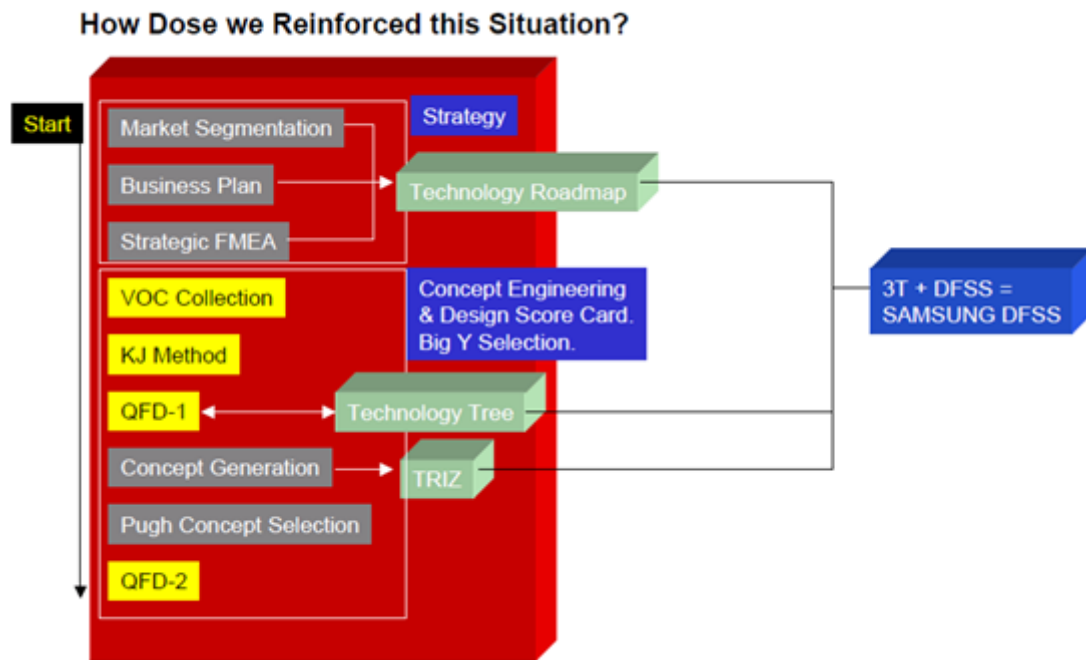 How Dose we Reinforced this Situation?
Start
Market Segmentation
Strategy
Business Plan
Technology Roadmap
Strategic FMEA
VOC Collection
Concept Engineering
& Design Score Card.
Big Y Selection.
3T + DFSS =
SAMSUNG DFSS
KJ Method
QFD-1
Technology Tree
Concept Generation
TRIZ
Pugh Concept Selection
QFD-2